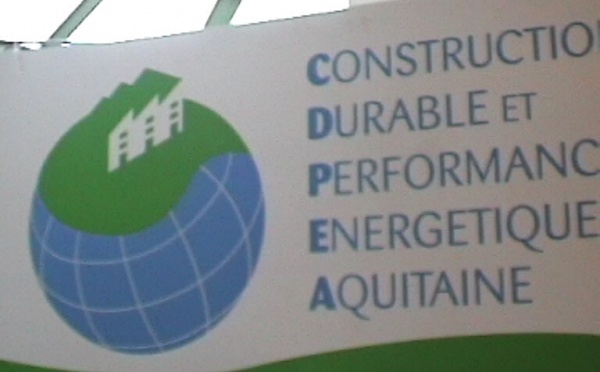 CONSTRUCTIO
DURABLE ET
PERFORMANC
ENERGETIQUE
AQUITAINE